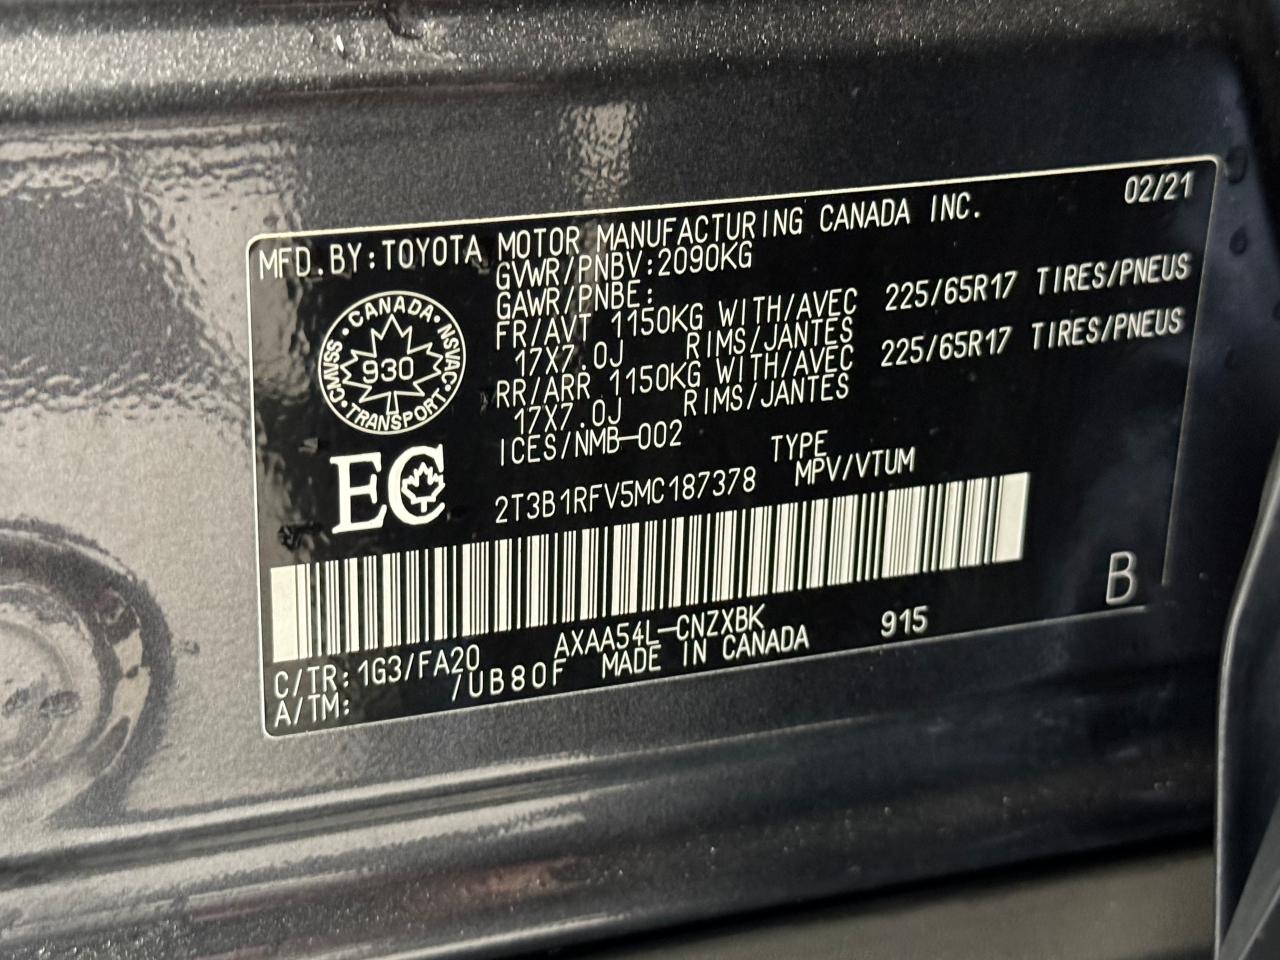 MFD.BY:TOYOTA MOTOR MANUFACTURING CANADA INC. 02/21
GVWR/PNBV:2090KG
GAWR/PNBE:
FR/AVT 1150KG WITH/AVEC 225/65R17 TIRES/PNEUS
17X7.0J RIMS/JANTES
RR/ARR 1150KG WITH/AVEC 225/65R17 TIRES/PNEUS
17X7.0J RIMS/JANTES
ICES/NMB-002
CANADA • NSVAC • TRANSPORT • CMVSS •
930
EC
TYPE
2T3B1RFV5MC187378 MPV/VTUM
B
AXAA54L-CNZXBK 915
C/TR:1G3/FA20 MADE IN CANADA
A/TM: /UB80F